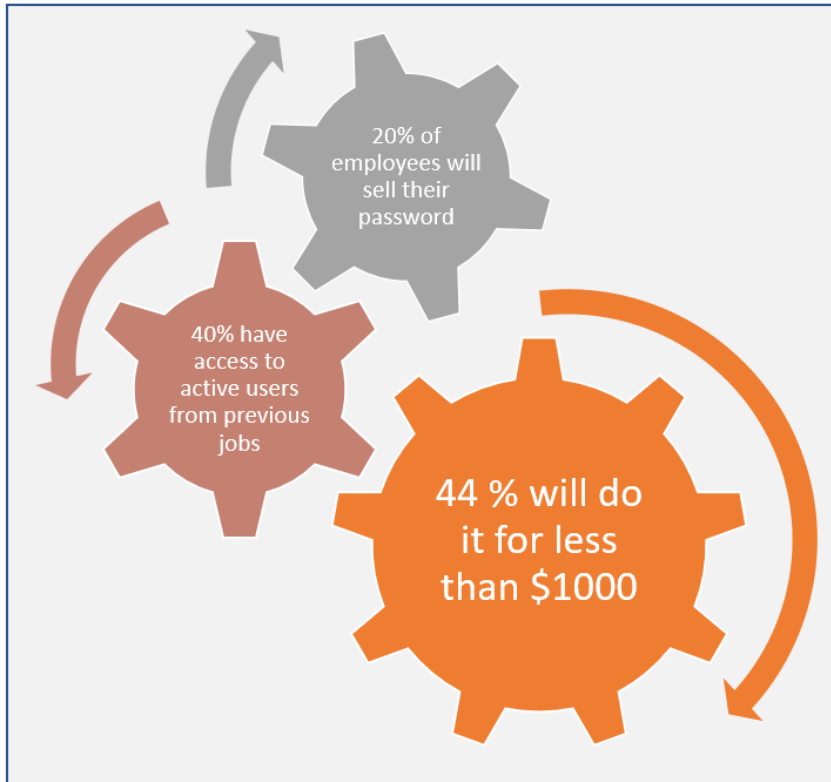 20% of
employees will
sell their
password
40% have
access to
active users
from previous
jobs
44 % will do
it for less
than $1000